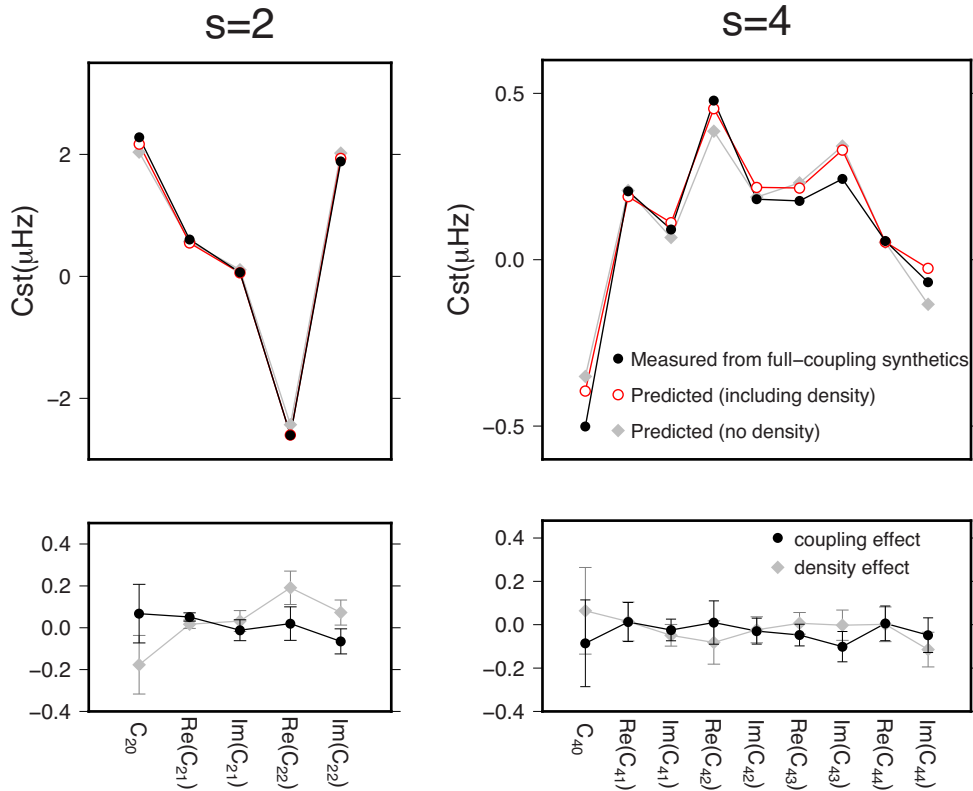 s=2
s=4
Cst(µHz)
2
0
−2
Cst(µHz)
0.5
0.0
−0.5
Measured from full−coupling synthetics
Predicted (including density)
Predicted (no density)
0.4
0.2
0.0
−0.2
−0.4
C20
Re(C21)
Im(C21)
Re(C22)
Im(C22)
0.4
0.2
0.0
−0.2
−0.4
coupling effect
density effect
C40
Re(C41)
Im(C41)
Re(C42)
Im(C42)
Re(C43)
Im(C43)
Re(C44)
Im(C44)